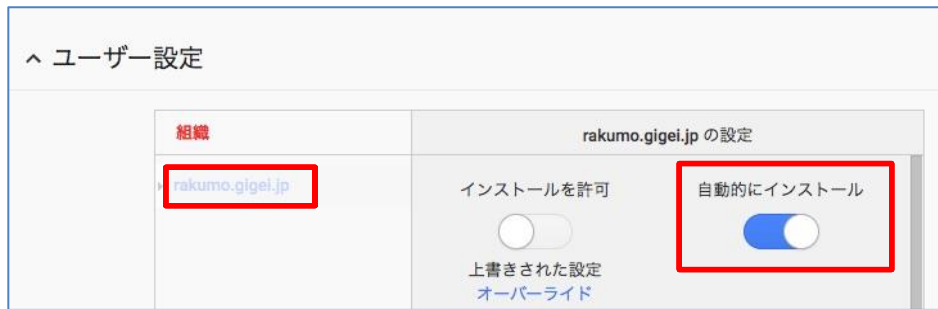 ユーザー設定
組織
rakumo.gigei.jp の設定
rakumo.gigei.jp
インストールを許可
自動的にインストール
上書きされた設定
オーバーライド